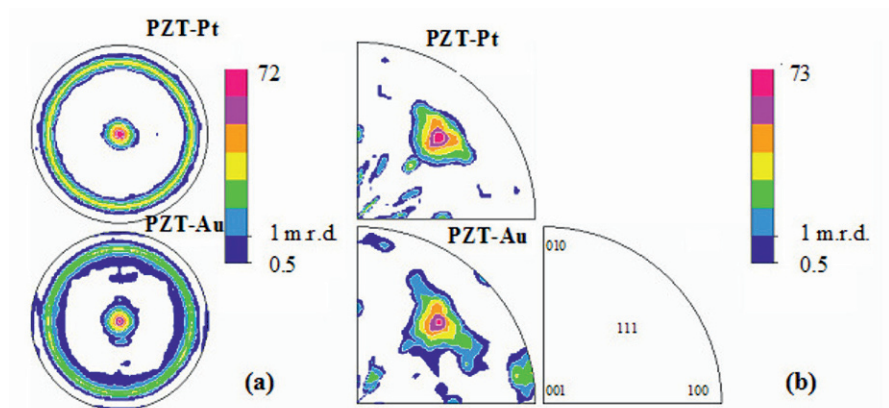 PZT-Pt
72
1 m.r.d.
0.5
PZT-Au
(a)
PZT-Pt
73
1 m.r.d.
0.5
PZT-Au
010
111
001
100
(b)